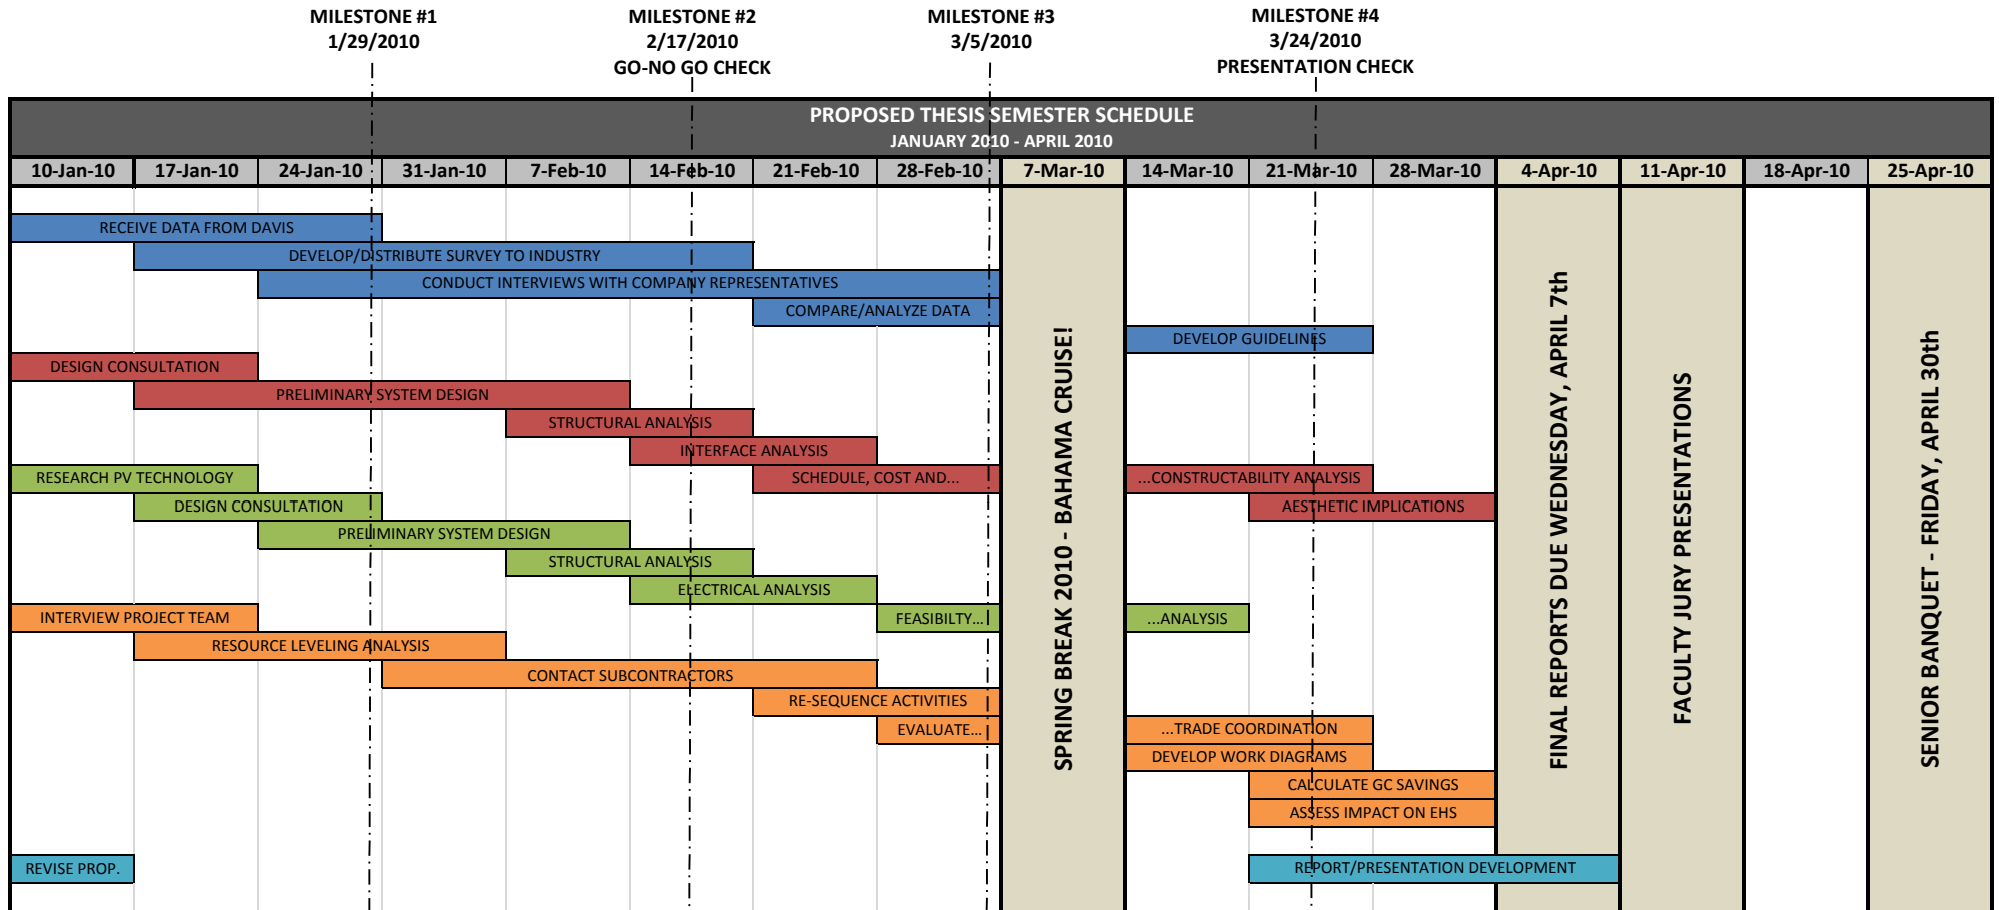 MILESTONE #1
1/29/2010
MILESTONE #2
2/17/2010
GO-NO GO CHECK
MILESTONE #3
3/5/2010
MILESTONE #4
3/24/2010
PRESENTATION CHECK
PROPOSED THESIS SEMESTER SCHEDULE
JANUARY 2010 - APRIL 2010
10-Jan-10 17-Jan-10 24-Jan-10 31-Jan-10 7-Feb-10 14-Feb-10 21-Feb-10 28-Feb-10 7-Mar-10 14-Mar-10 21-Mar-10 28-Mar-10 4-Apr-10 11-Apr-10 18-Apr-10 25-Apr-10
RECEIVE DATA FROM DAVIS
DEVELOP/DISTRIBUTE SURVEY TO INDUSTRY
CONDUCT INTERVIEWS WITH COMPANY REPRESENTATIVES
COMPARE/ANALYZE DATA
DEVELOP GUIDELINES
DESIGN CONSULTATION
PRELIMINARY SYSTEM DESIGN
STRUCTURAL ANALYSIS
INTERFACE ANALYSIS
RESEARCH PV TECHNOLOGY SCHEDULE, COST AND... ...CONSTRUCTABILITY ANALYSIS
DESIGN CONSULTATION AESTHETIC IMPLICATIONS
PRELIMINARY SYSTEM DESIGN
STRUCTURAL ANALYSIS
ELECTRICAL ANALYSIS
INTERVIEW PROJECT TEAM FEASIBILTY... ...ANALYSIS
RESOURCE LEVELING ANALYSIS
CONTACT SUBCONTRACTORS
RE-SEQUENCE ACTIVITIES
EVALUATE... ...TRADE COORDINATION
DEVELOP WORK DIAGRAMS
CALCULATE GC SAVINGS
ASSESS IMPACT ON EHS
REVISE PROP. REPORT/PRESENTATION DEVELOPMENT
SPRING BREAK 2010 - BAHAMA CRUISE!
FINAL REPORTS DUE WEDNESDAY, APRIL 7th
FACULTY JURY PRESENTATIONS
SENIOR BANQUET - FRIDAY, APRIL 30th